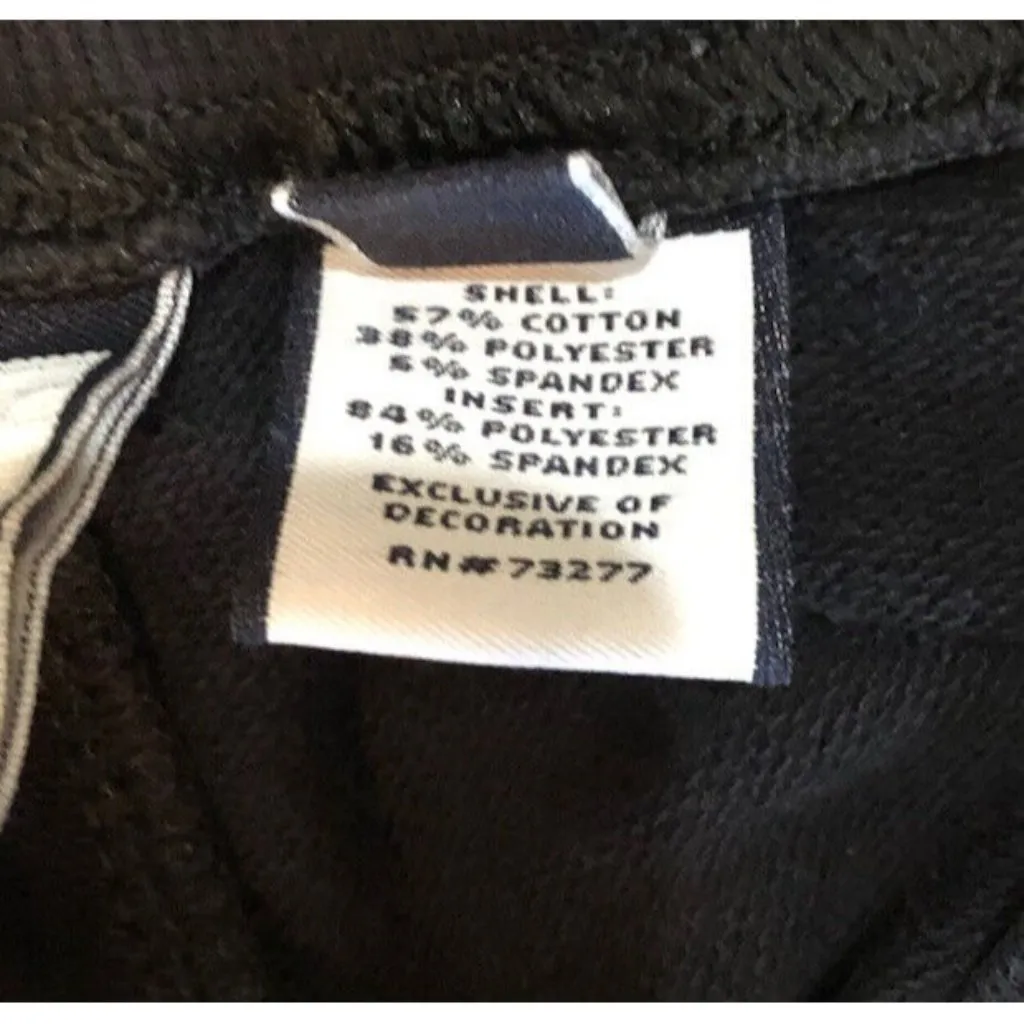 SHELL:
57% COTTON
38% POLYESTER
5% SPANDEX
INSERT:
84% POLYESTER
16% SPANDEX
EXCLUSIVE OF
DECORATION
RN#73277